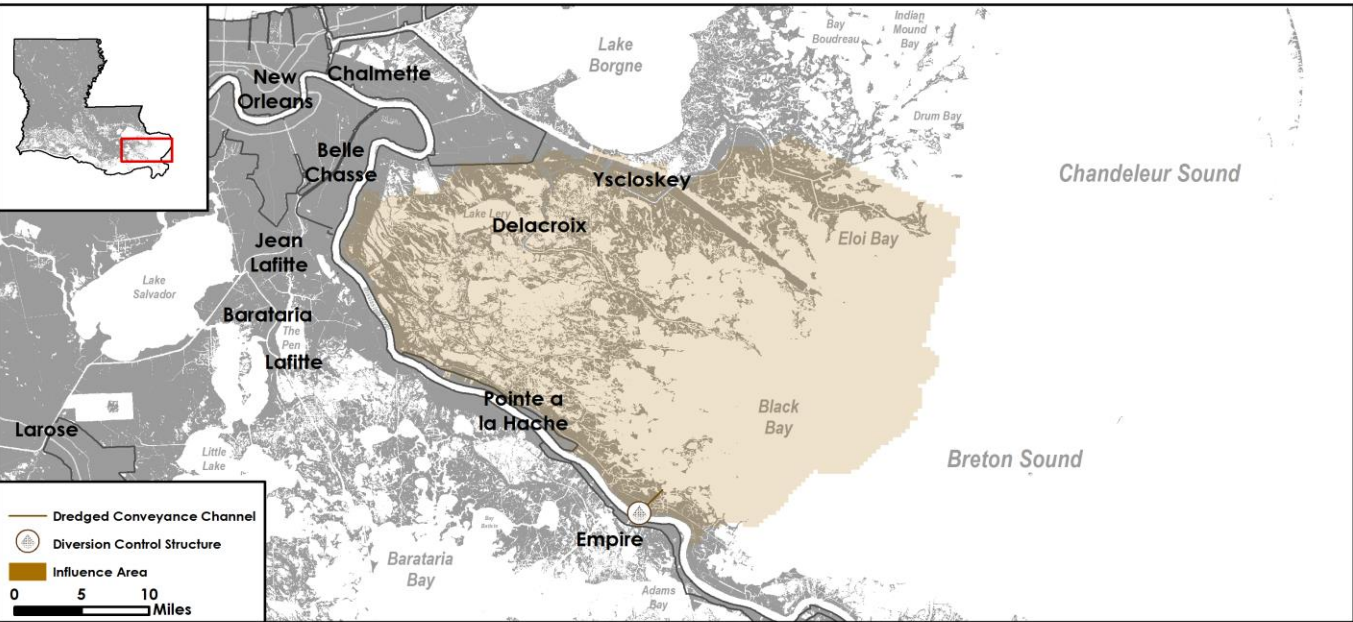 Lake
Borgne
Bay
Boudreau
Indian
Mound
Bay
New
Orleans
Chalmette
Drum Bay
Belle
Chasse
Yscloskey
Chandeleur Sound
Lake Lery
Delacroix
Eloi Bay
Jean
Lafitte
Lake
Salvador
Barataria
The
Pen
Lafitte
Pointe a
la Hache
Black
Bay
Larose
Little
Lake
Breton Sound
Dredged Conveyance Channel
Diversion Control Structure
Influence Area
0 5 10
Miles
Empire
Barataria
Bay
Adams
Bay